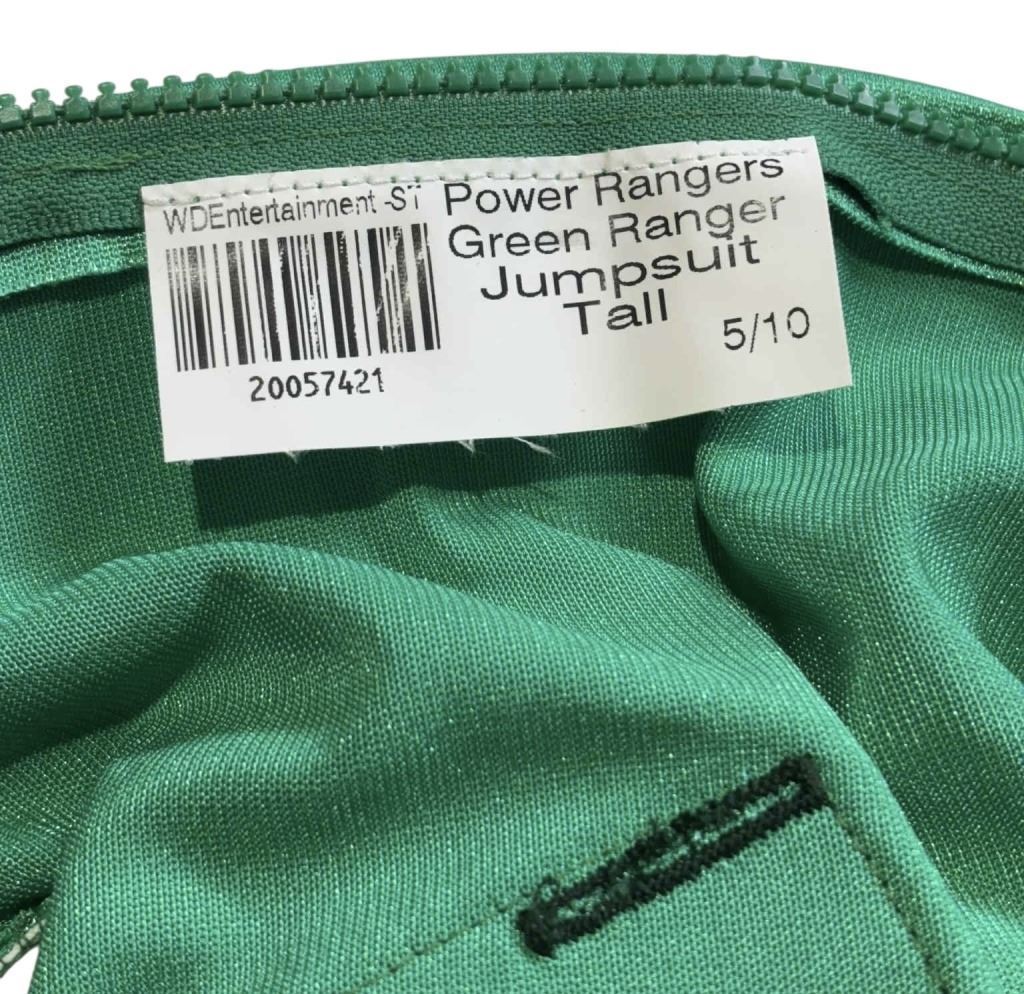 WDEntertainment -ST
20057421
Power Rangers
Green Ranger
Jumpsuit
Tall
5/10